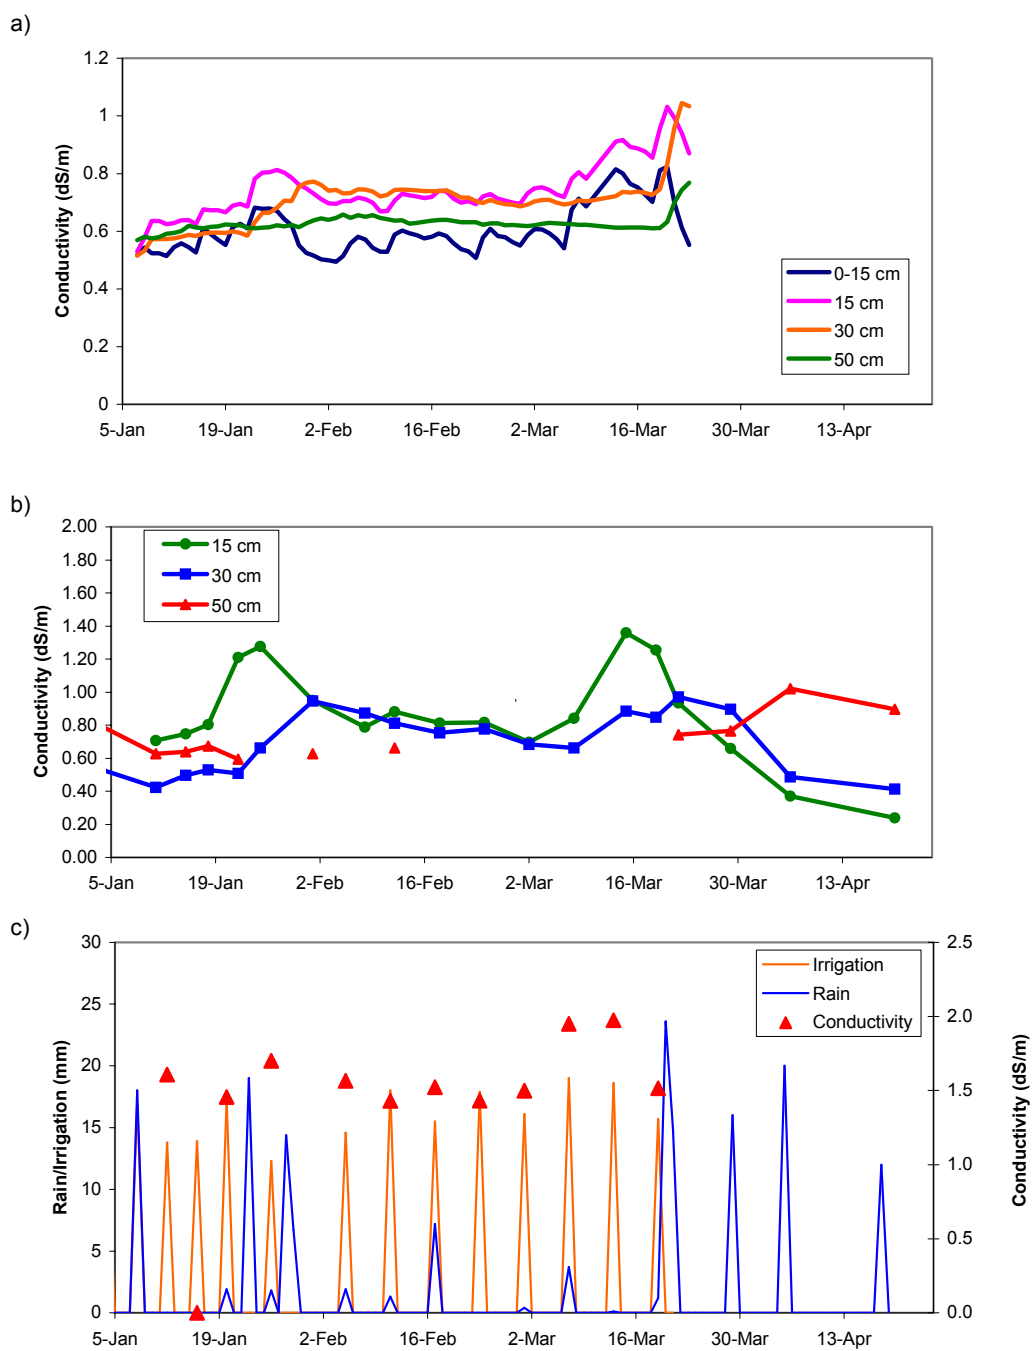 a)
1.2
1
0.8
0.6
0.4
0.2
0
Conductivity (dS/m)
0-15 cm
15 cm
30 cm
50 cm
5-Jan 19-Jan 2-Feb 16-Feb 2-Mar 16-Mar 30-Mar 13-Apr
b)
2.00
1.80
1.60
1.40
1.20
1.00
0.80
0.60
0.40
0.20
0.00
Conductivity (dS/m)
15 cm
30 cm
50 cm
5-Jan 19-Jan 2-Feb 16-Feb 2-Mar 16-Mar 30-Mar 13-Apr
c)
30
25
20
15
10
5
0
Rain/Irrigation (mm)
Irrigation
Rain
Conductivity
2.5
2.0
1.5
1.0
0.5
0.0
Conductivity (dS/m)
5-Jan 19-Jan 2-Feb 16-Feb 2-Mar 16-Mar 30-Mar 13-Apr